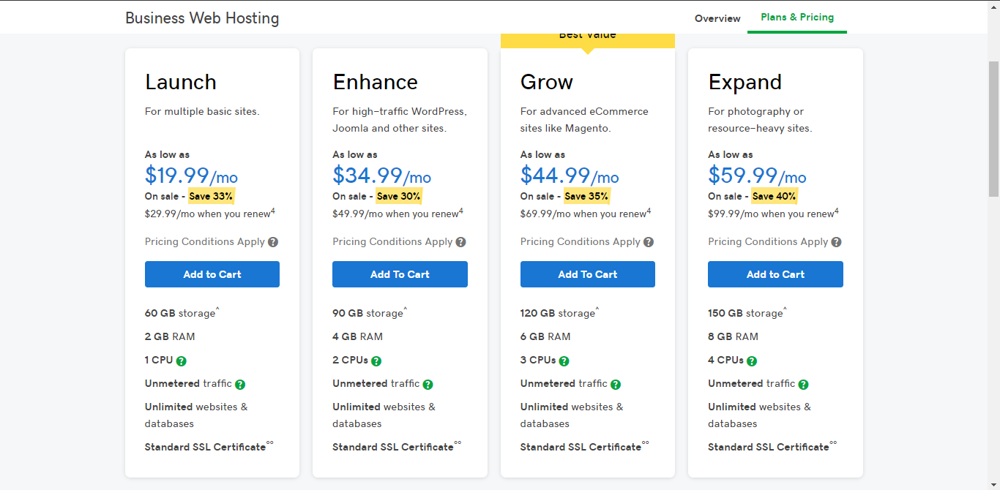 Business Web Hosting
Overview
Plans & Pricing
Best Value
Launch
For multiple basic sites.
As low as
$19.99/mo
On sale - Save 33%
$29.99/mo when you renew4
Pricing Conditions Apply ?
Add to Cart
60 GB storage^
2 GB RAM
1 CPU ?
Unmetered traffic ?
Unlimited websites &
databases
Standard SSL Certificate°°
Enhance
For high-traffic WordPress,
Joomla and other sites.
As low as
$34.99/mo
On sale - Save 30%
$49.99/mo when you renew4
Pricing Conditions Apply ?
Add To Cart
90 GB storage^
4 GB RAM
2 CPUs ?
Unmetered traffic ?
Unlimited websites &
databases
Standard SSL Certificate°°
Grow
For advanced eCommerce
sites like Magento.
As low as
$44.99/mo
On sale - Save 35%
$69.99/mo when you renew4
Pricing Conditions Apply ?
Add To Cart
120 GB storage^
6 GB RAM
3 CPUs ?
Unmetered traffic ?
Unlimited websites &
databases
Standard SSL Certificate°°
Expand
For photography or
resource-heavy sites.
As low as
$59.99/mo
On sale - Save 40%
$99.99/mo when you renew4
Pricing Conditions Apply ?
Add to Cart
150 GB storage^
8 GB RAM
4 CPUs ?
Unmetered traffic ?
Unlimited websites &
databases
Standard SSL Certificate°°